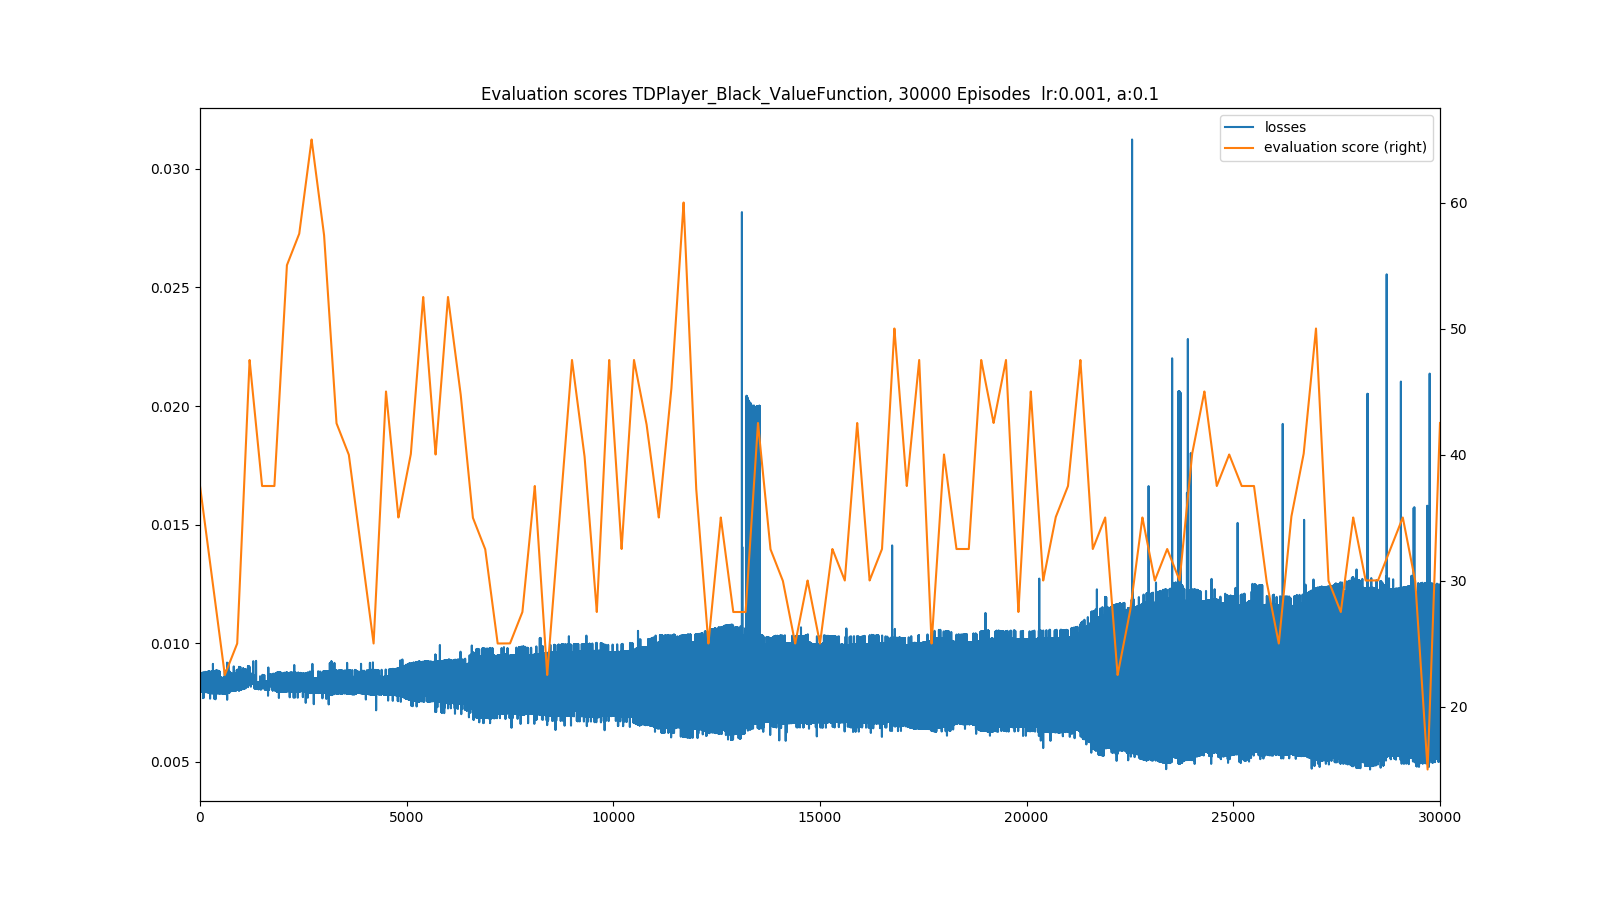 Evaluation scores TDPlayer_Black_ValueFunction, 30000 Episodes  lr:0.001, a:0.1
losses
evaluation score (right)
0.030
0.025
0.020
0.015
0.010
0.005
60
50
40
30
20
0 5000 10000 15000 20000 25000 30000